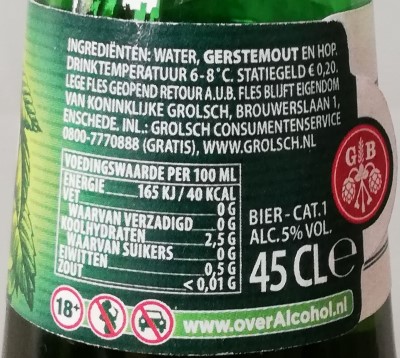 INGREDIËNTEN: WATER, GERSTEMOUT EN HOP.
DRINKTEMPERATUUR 6-8°C. STATIEGELD € 0,20.
LEGE FLES GEOPEND RETOUR A.U.B. FLES BLIJFT EIGENDOM
VAN KONINKLIJKE GROLSCH, BROUWERSLAAN 1,
ENSCHEDE. INL.: GROLSCH CONSUMENTENSERVICE
0800-7770888 (GRATIS), WWW.GROLSCH.NL
VOEDINGSWAARDE PER 100 ML
ENERGIE 165 KJ / 40 KCAL
VET 0 G
WAARVAN VERZADIGD 0 G
KOOLHYDRATEN 2,5 G
WAARVAN SUIKERS 0 G
EIWITTEN 0,5 G
ZOUT < 0,01 G
G B
BIER - CAT.1
ALC. 5% VOL.
45 CL e
18+
www.overAlcohol.nl